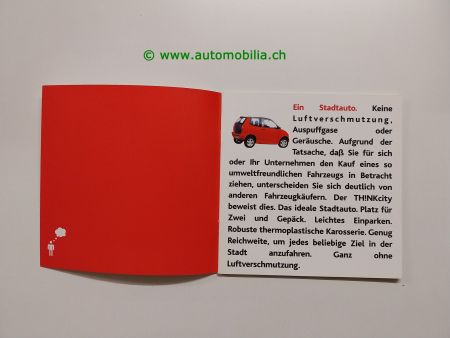 © www.automobilia.ch
Ein Stadtauto. Keine
Luftverschmutzung,
Auspuffgase oder
Geräusche. Aufgrund der
Tatsache, daß Sie für sich
oder Ihr Unternehmen den Kauf eines so
umweltfreundlichen Fahrzeugs in Betracht
ziehen, unterscheiden Sie sich deutlich von
anderen Fahrzeugkäufern. Der TH!NKcity
beweist dies. Das ideale Stadtauto. Platz für
Zwei und Gepäck. Leichtes Einparken.
Robuste thermoplastische Karosserie. Genug
Reichweite, um jedes beliebige Ziel in der
Stadt anzufahren. Ganz ohne
Luftverschmutzung.